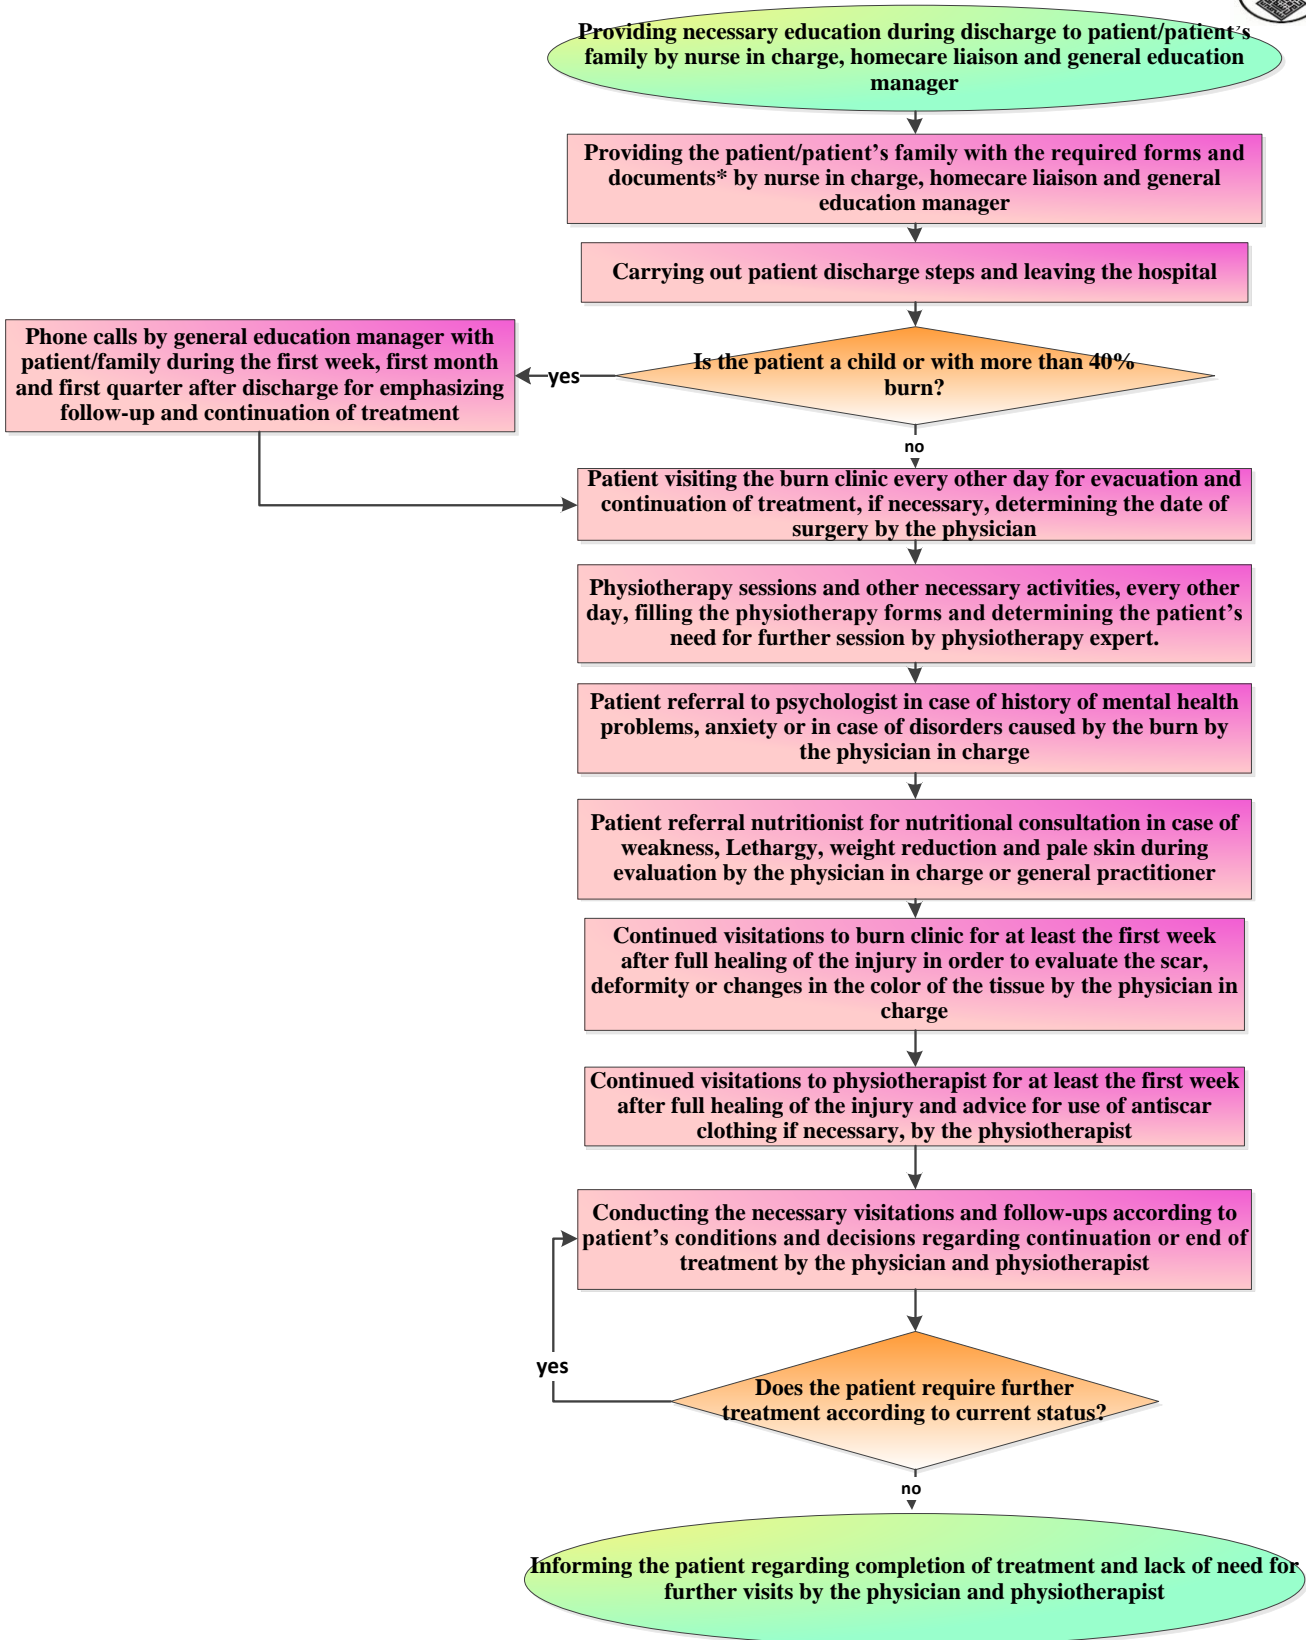 Providing necessary education during discharge to patient/patient's
family by nurse in charge, homecare liaison and general education
manager
Providing the patient/patient's family with the required forms and
documents* by nurse in charge, homecare liaison and general
education manager
Carrying out patient discharge steps and leaving the hospital
Is the patient a child or with more than 40%
burn?
yes
Phone calls by general education manager with
patient/family during the first week, first month
and first quarter after discharge for emphasizing
follow-up and continuation of treatment
no
Patient visiting the burn clinic every other day for evacuation and
continuation of treatment, if necessary, determining the date of
surgery by the physician
Physiotherapy sessions and other necessary activities, every other
day, filling the physiotherapy forms and determining the patient's
need for further session by physiotherapy expert.
Patient referral to psychologist in case of history of mental health
problems, anxiety or in case of disorders caused by the burn by
the physician in charge
Patient referral nutritionist for nutritional consultation in case of
weakness, Lethargy, weight reduction and pale skin during
evaluation by the physician in charge or general practitioner
Continued visitations to burn clinic for at least the first week
after full healing of the injury in order to evaluate the scar,
deformity or changes in the color of the tissue by the physician in
charge
Continued visitations to physiotherapist for at least the first week
after full healing of the injury and advice for use of antiscar
clothing if necessary, by the physiotherapist
Conducting the necessary visitations and follow-ups according to
patient's conditions and decisions regarding continuation or end of
treatment by the physician and physiotherapist
yes
Does the patient require further
treatment according to current status?
no
Informing the patient regarding completion of treatment and lack of need for
further visits by the physician and physiotherapist